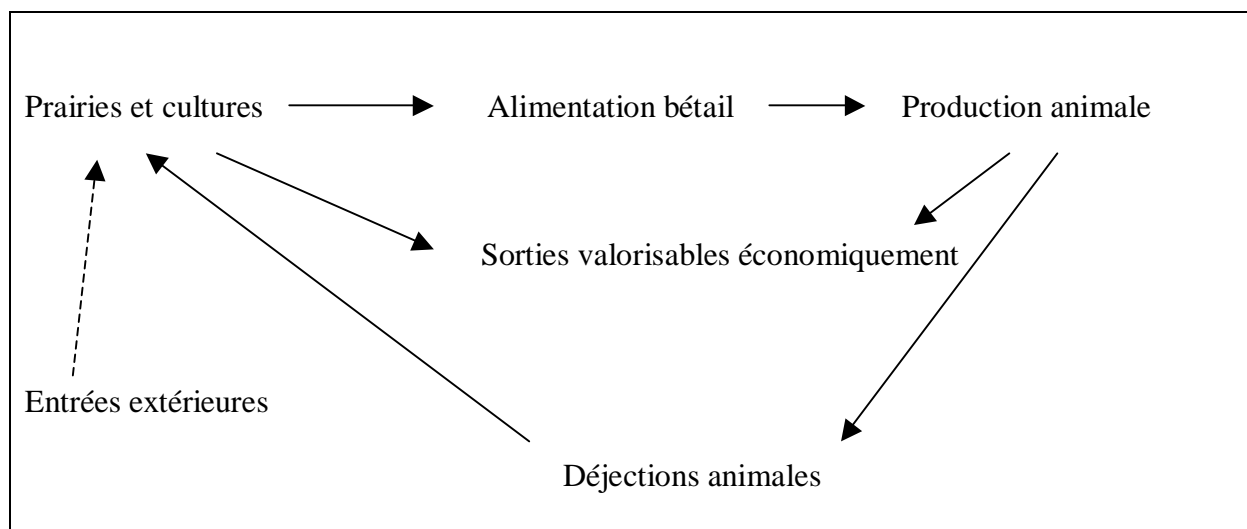 Prairies et cultures
Alimentation bétail
Production animale
Sorties valorisables économiquement
Entrées extérieures
Déjections animales